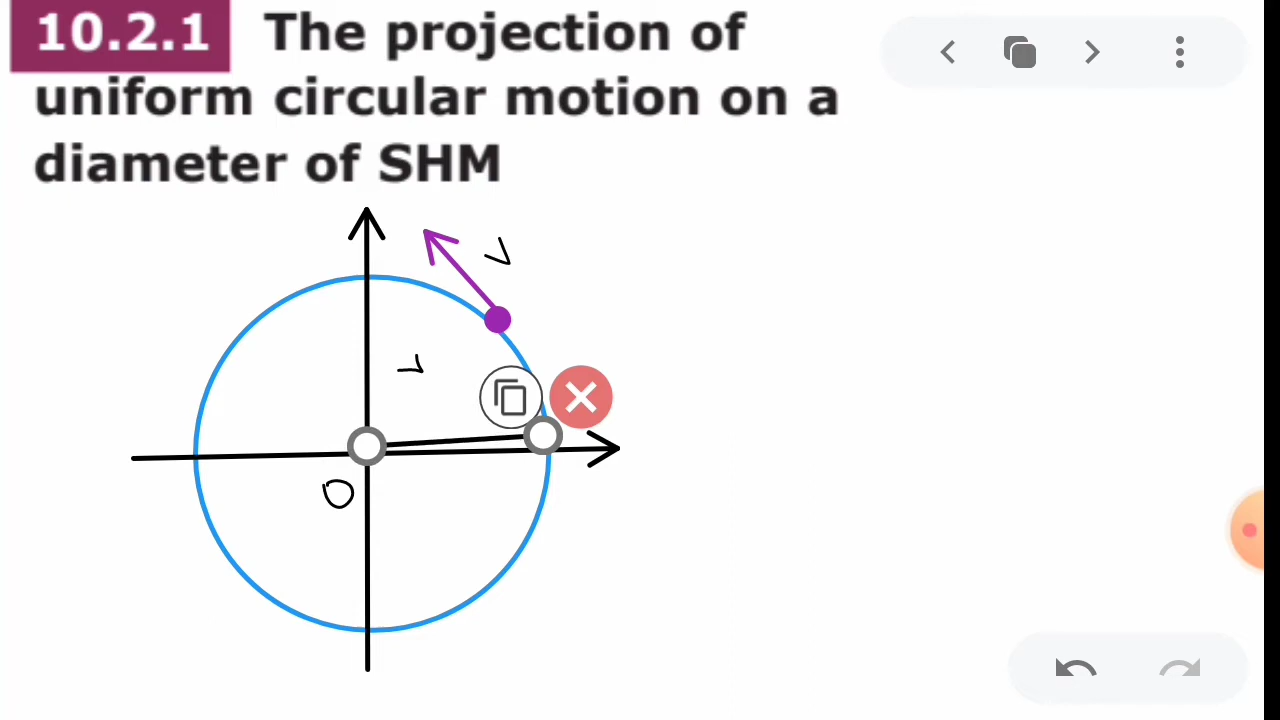 10.2.1 The projection of
uniform circular motion on a
diameter of SHM
v
r
O